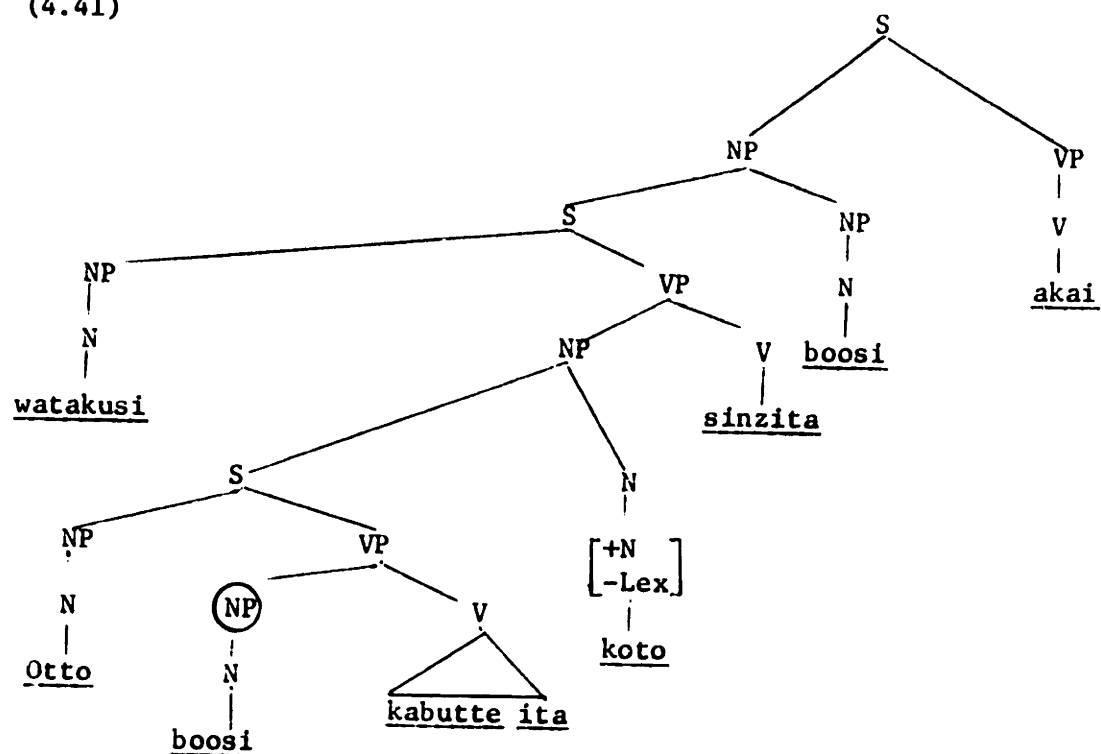 (4.41)
S
NP VP
S NP V
NP VP N akai
N NP V boosi
watakusi sinzita
S N
NP VP [+N
-Lex]
N NP V koto
Otto N kabutte ita
boosi